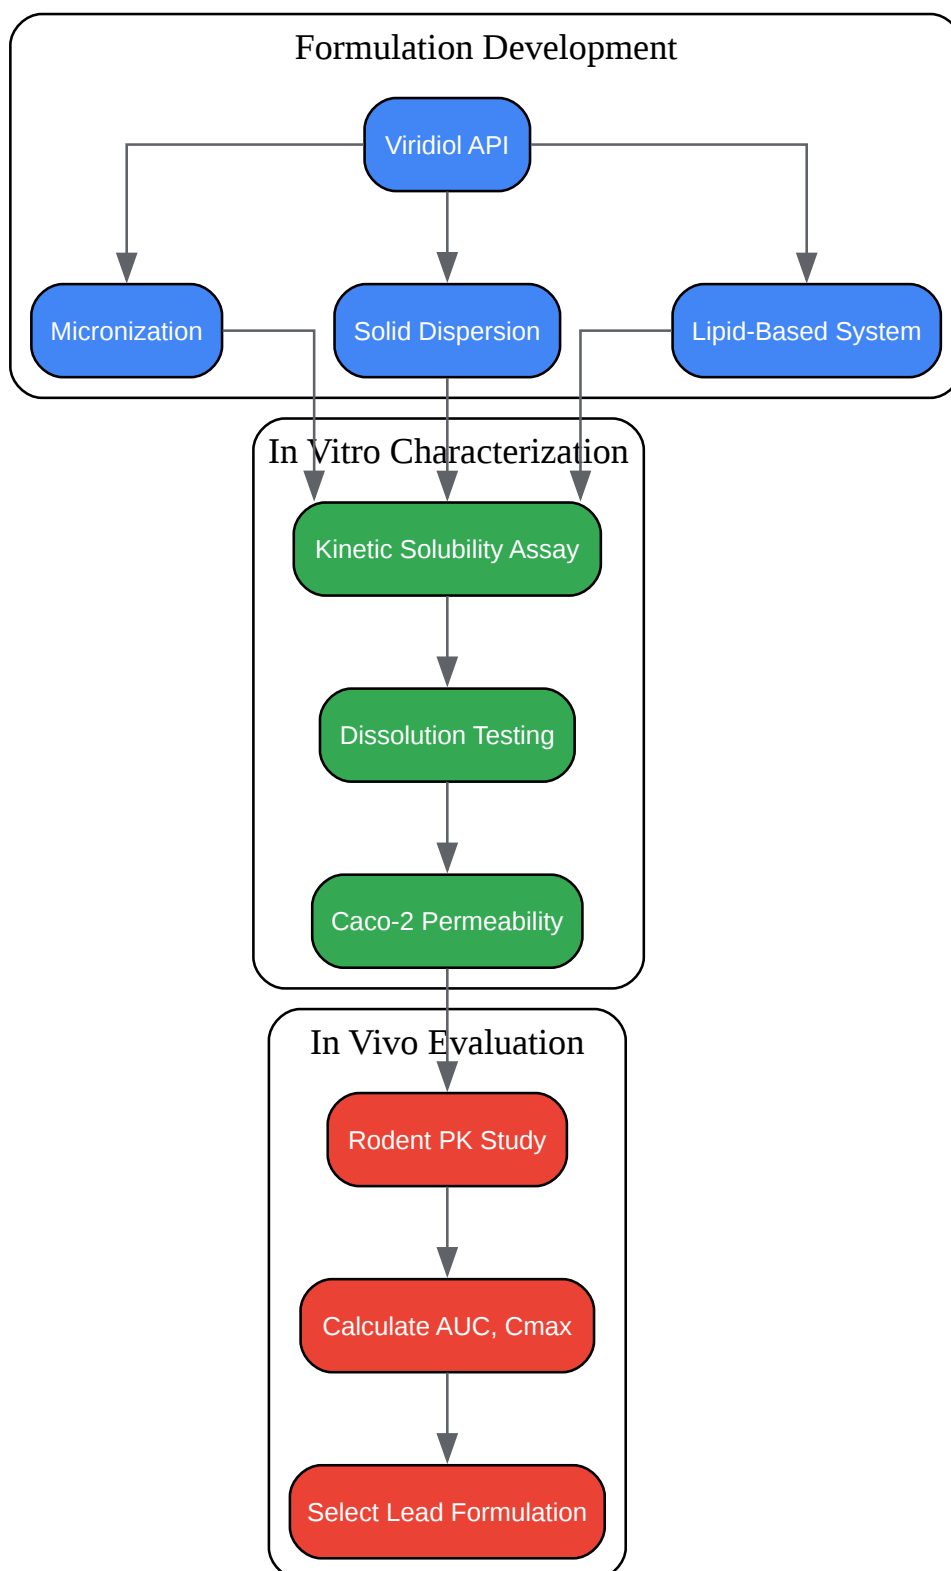 Formulation Development
Viridiol API
Micronization
Solid Dispersion
Lipid-Based System
In Vitro Characterization
Kinetic Solubility Assay
Dissolution Testing
Caco-2 Permeability
In Vivo Evaluation
Rodent PK Study
Calculate AUC, Cmax
Select Lead Formulation